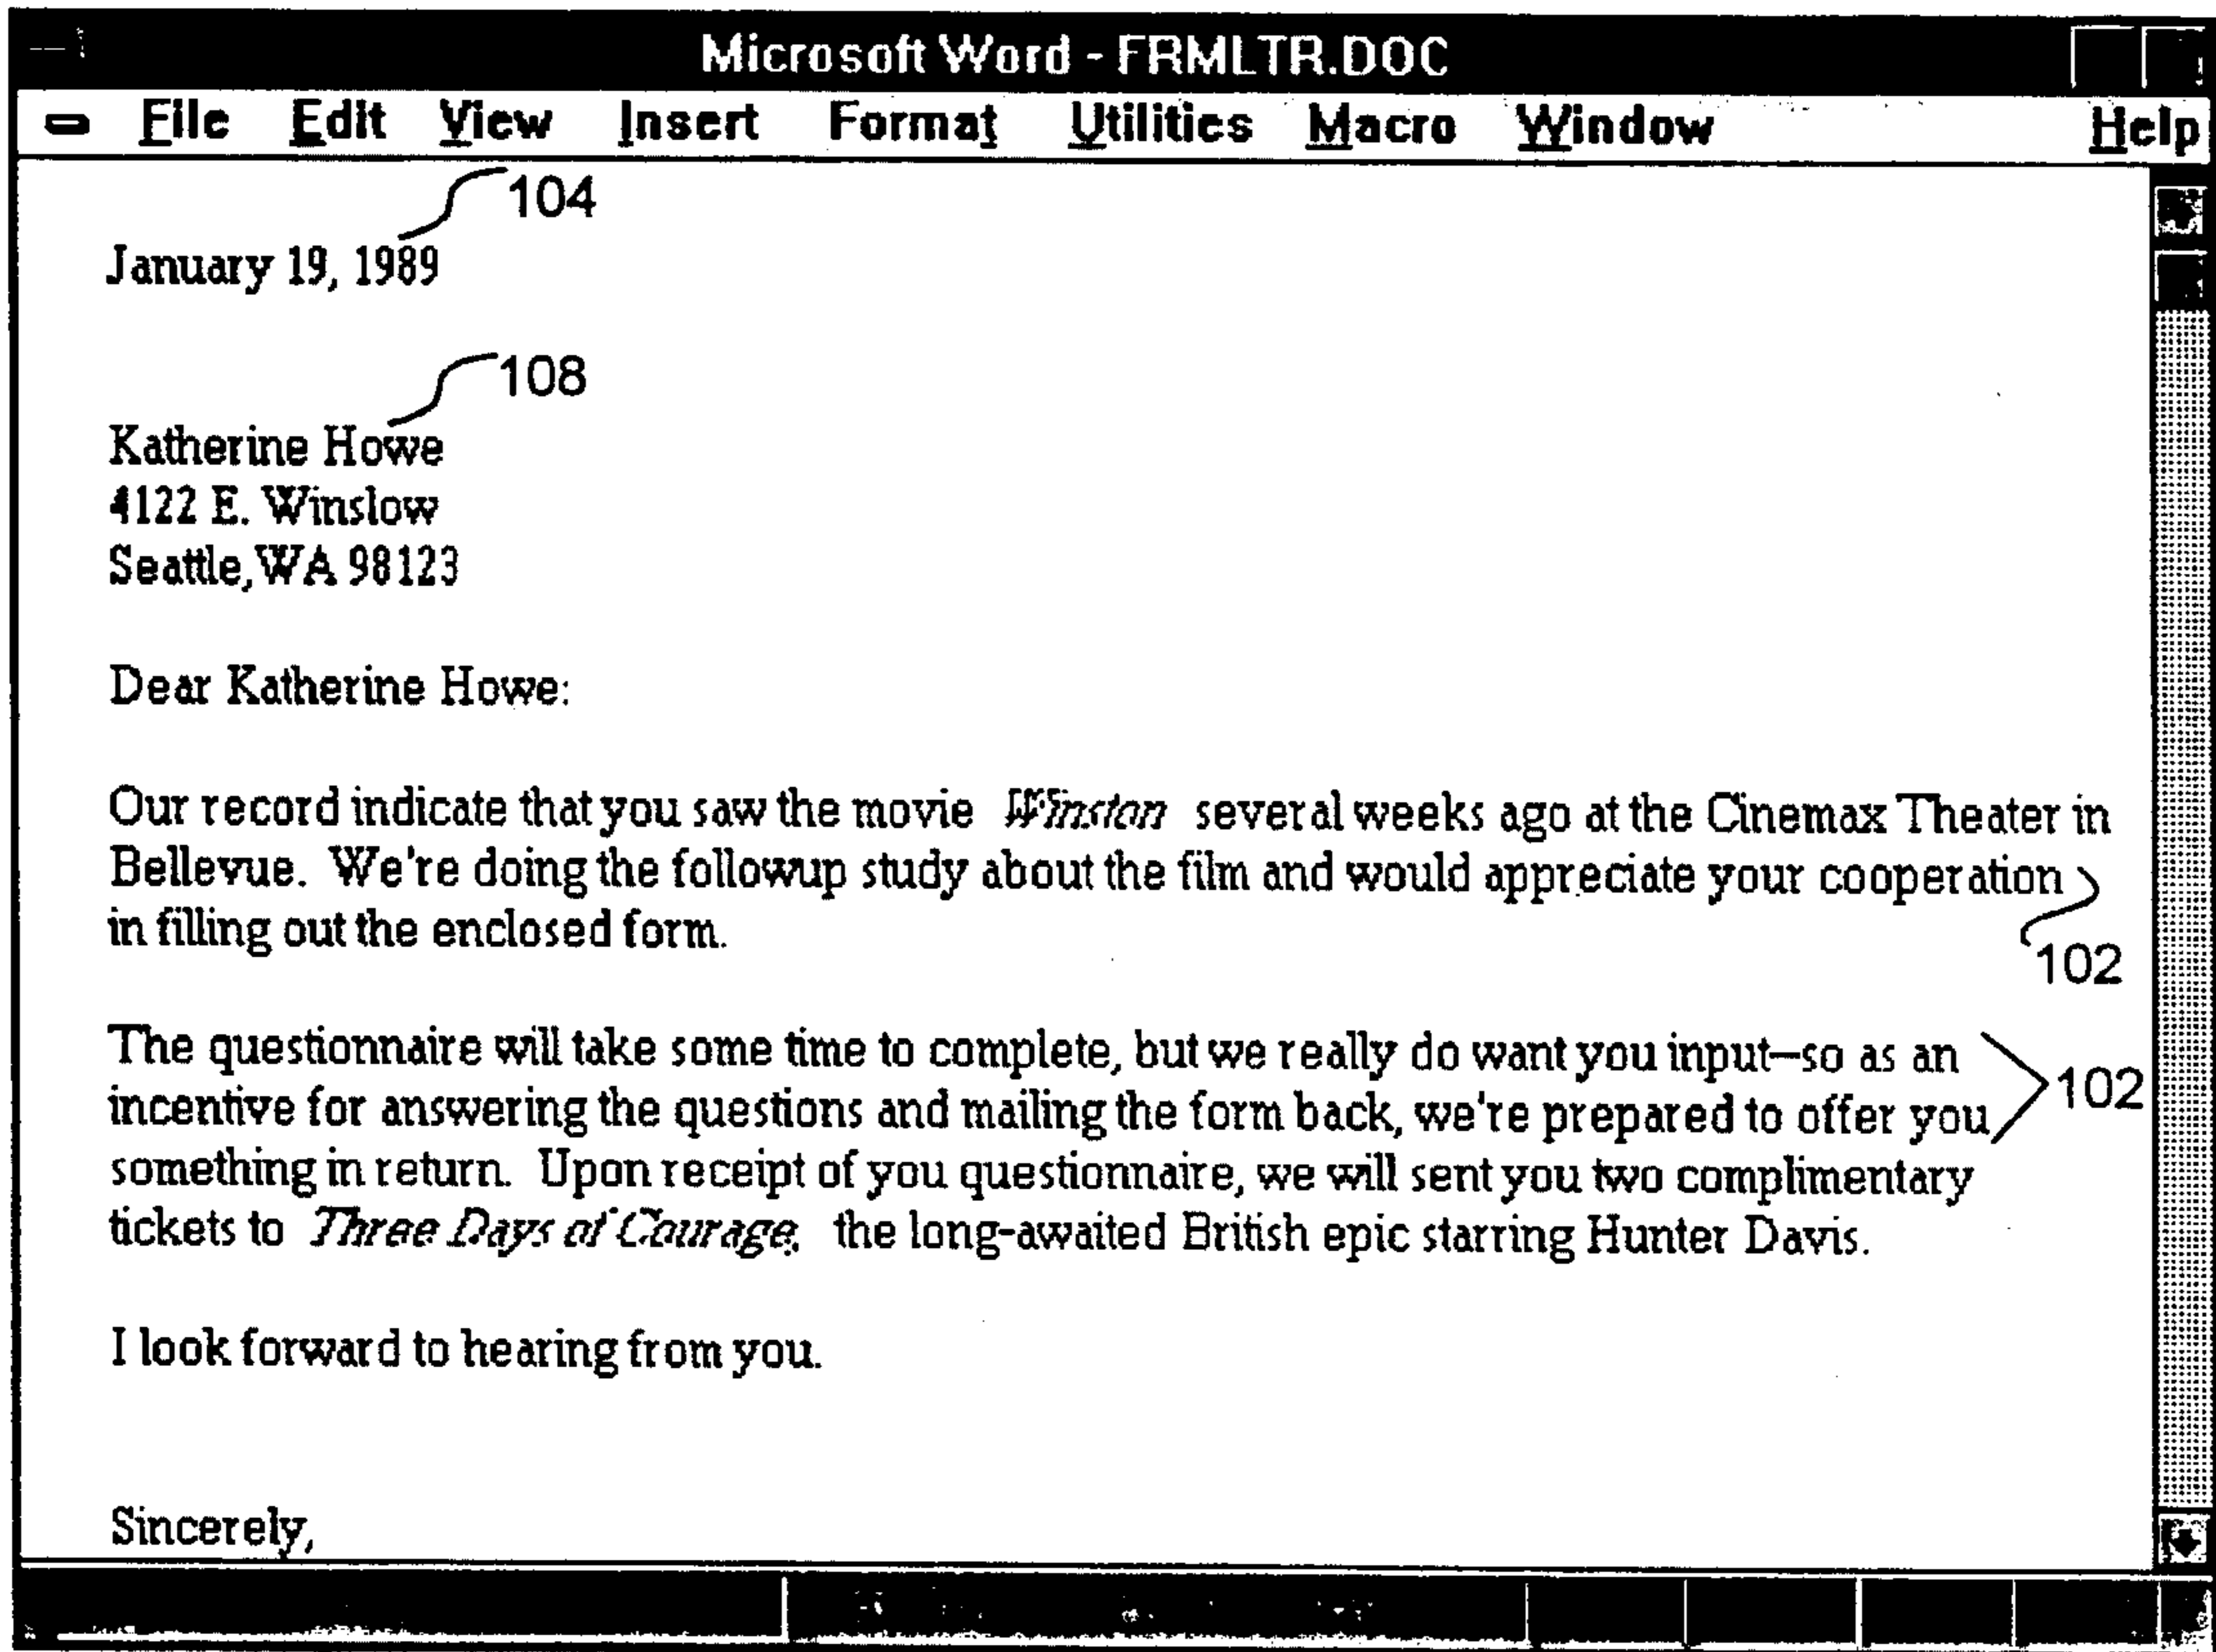 Microsoft Word - FRMLTR.DOC
File Edit View Insert Format Utilities Macro Window Help
104
January 19, 1989
108
Katherine Howe
4122 E. Winslow
Seattle, WA 98123
Dear Katherine Howe:
Our record indicate that you saw the movie Winston several weeks ago at the Cinemax Theater in
Bellevue. We're doing the followup study about the film and would appreciate your cooperation
in filling out the enclosed form.
102
The questionnaire will take some time to complete, but we really do want you input—so as an
incentive for answering the questions and mailing the form back, we're prepared to offer you
102
something in return. Upon receipt of you questionnaire, we will sent you two complimentary
tickets to Three Days of Courage, the long-awaited British epic starring Hunter Davis.
I look forward to hearing from you.
Sincerely,